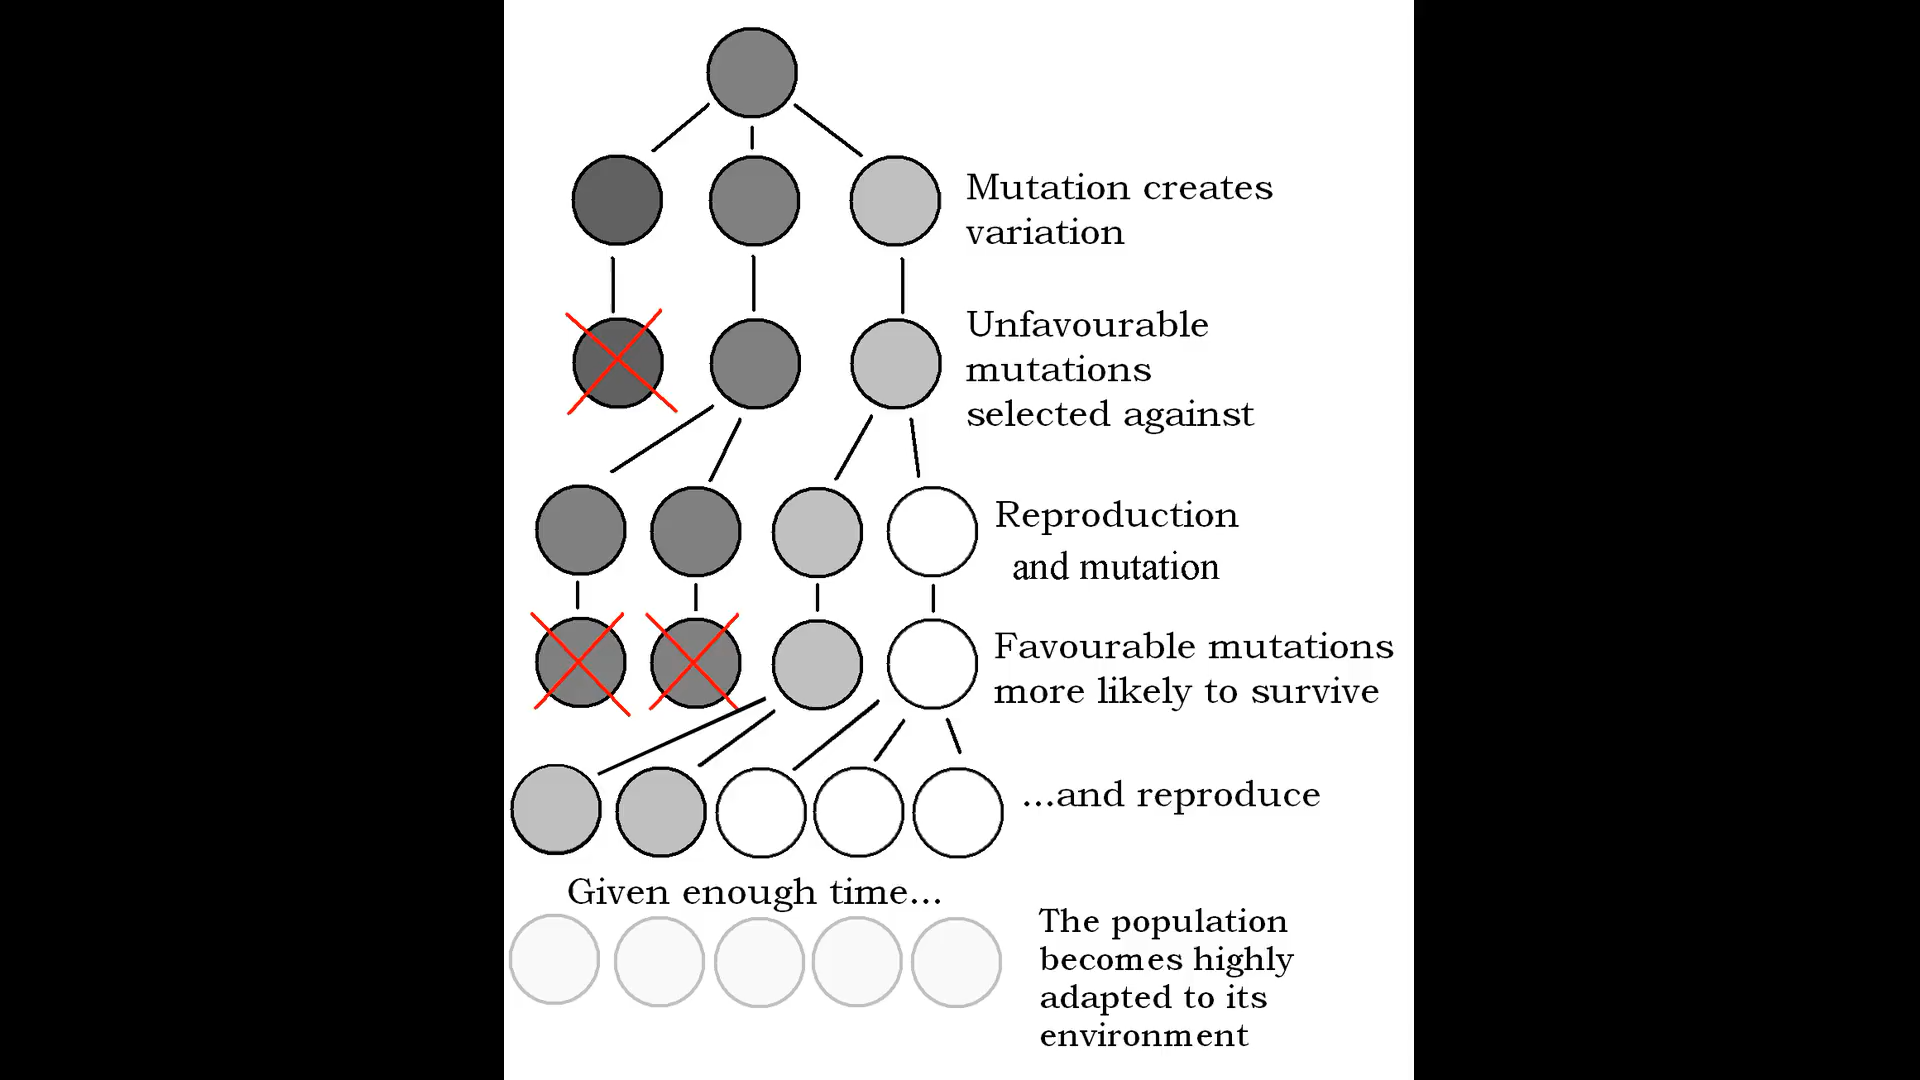 Mutation creates
variation
Unfavourable
mutations
selected against
Reproduction
and mutation
Favourable mutations
more likely to survive
...and reproduce
Given enough time...
The population
becomes highly
adapted to its
environment